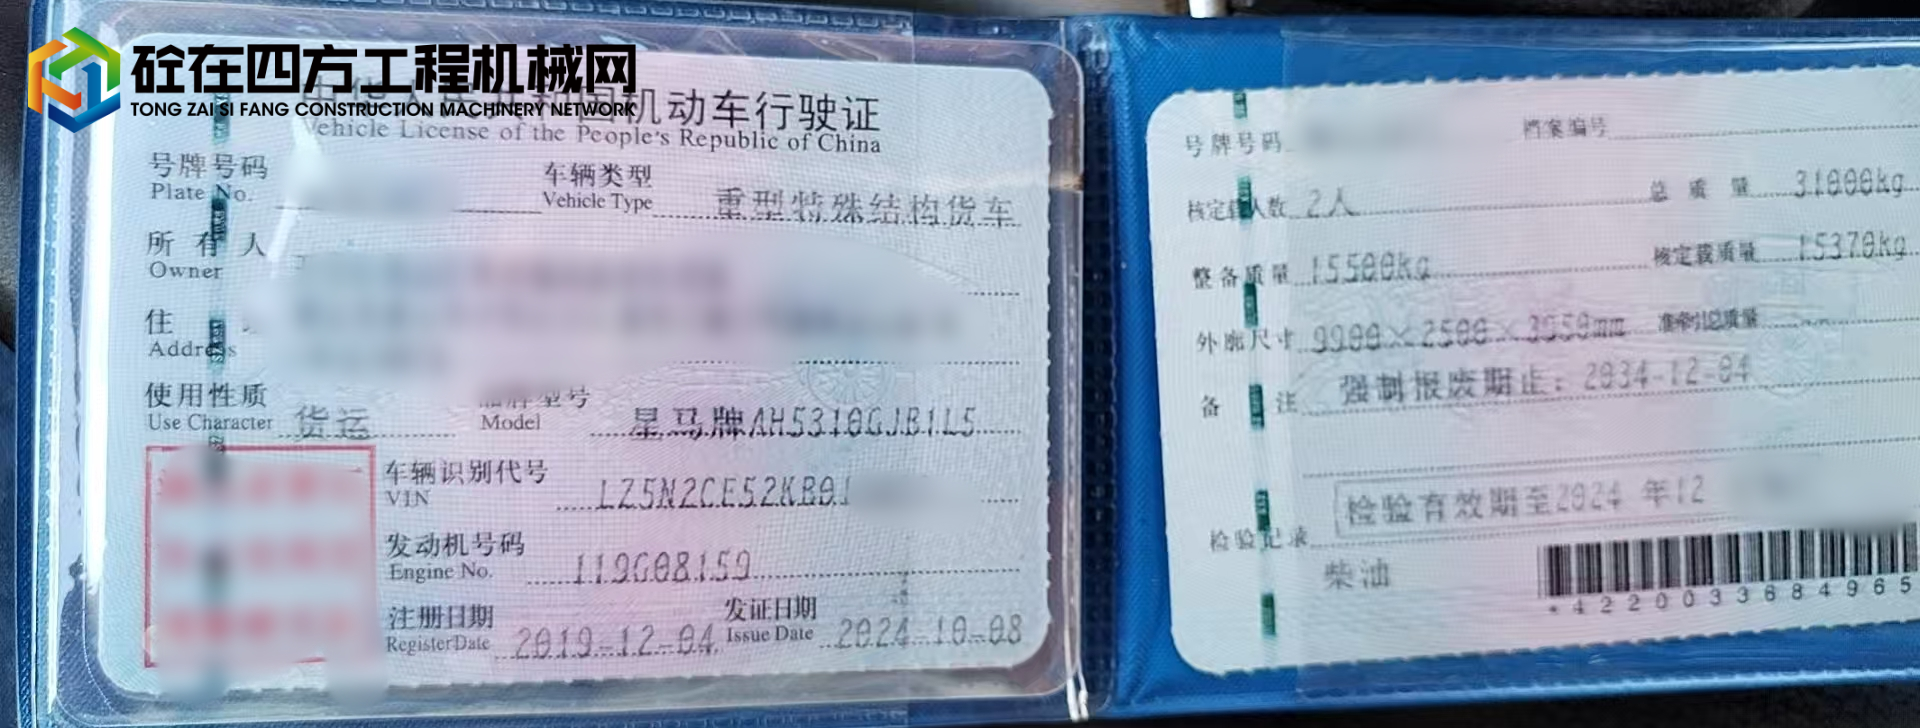 砼在四方工程机械网
TONG ZAI SI FANG CONSTRUCTION MACHINERY NETWORK
机动车行驶证
Vehicle License of the People's Republic of China
号牌号码
Plate No.
车辆类型 重型特殊结构货车
Vehicle Type
所有人
Owner
住
Address
使用性质 货运
Use Character
型号 星马牌AH5310GJB1L5
Model
车辆识别代号 LZ5N2CE52KB01
VIN
发动机号码 119G08159
Engine No.
注册日期 2019-12-04
Register Date
发证日期 2024-10-08
Issue Date
号牌号码 档案编号
核定载人数 2人 总质量 31000kg
整备质量 15500kg 核定载质量 15370kg
外廓尺寸 9900×2500×3950mm 准牵引总质量 --
备注 强制报废期止：2034-12-04
检验记录 检验有效期至2024 年12
柴油
*4220033684965